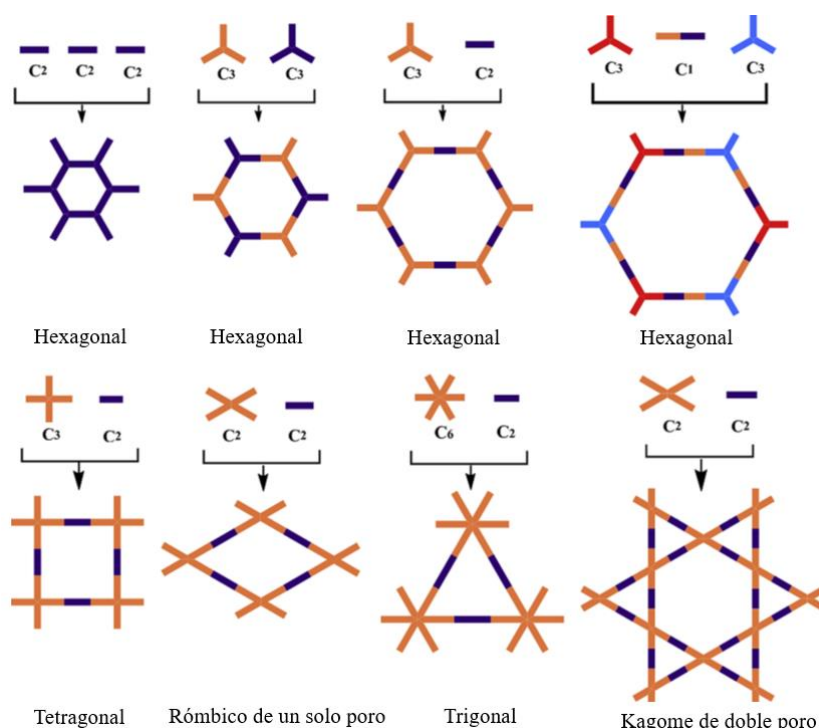 C2 C2 C2
C3 C3
C3 C2
C3 C1 C3
Hexagonal
Hexagonal
Hexagonal
Hexagonal
C3 C2
C2 C2
C6 C2
C2 C2
Tetragonal
Rómbico de un solo poro
Trigonal
Kagome de doble poro